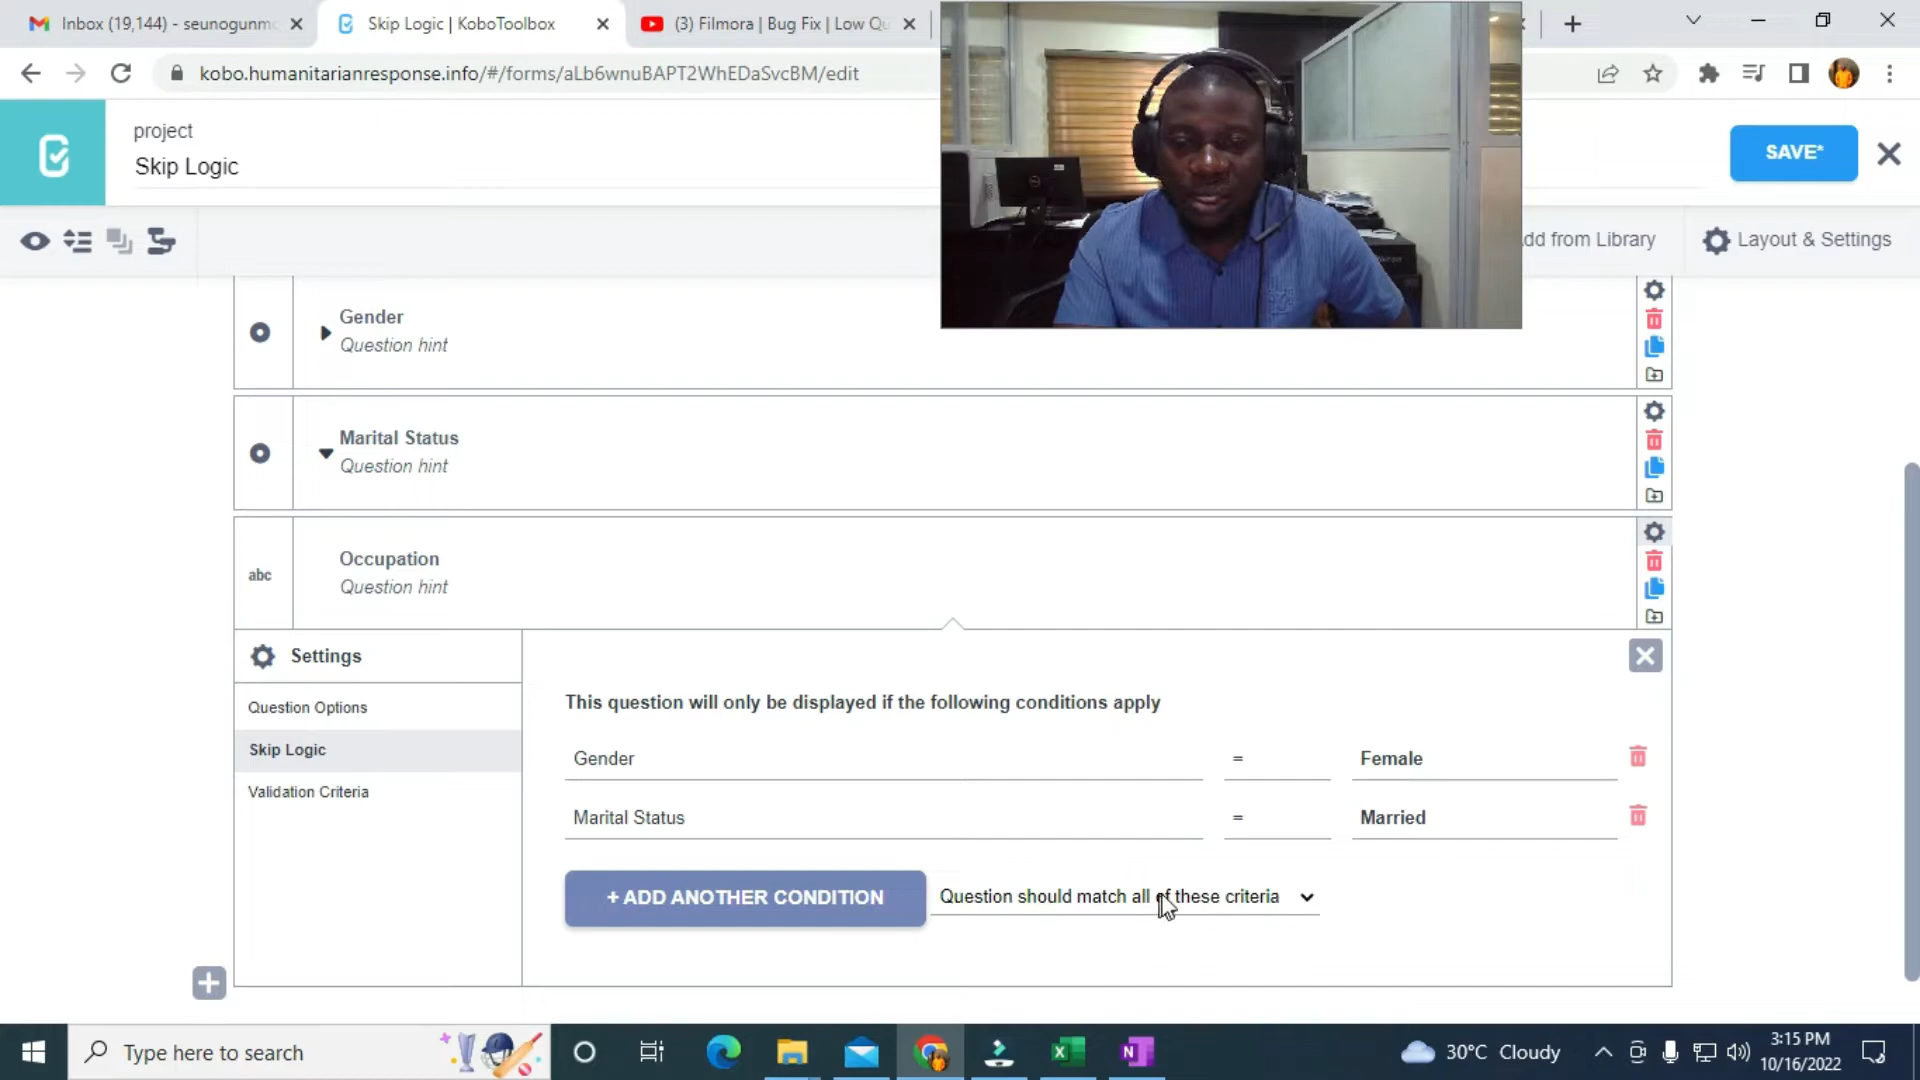 Inbox (19,144) - seunogunmo
Skip Logic | KoboToolbox
(3) Filmora | Bug Fix | Low Qu
kobo.humanitarianresponse.info/#/forms/aLb6wnuBAPT2WhEDaSvcBM/edit
project
Skip Logic
SAVE*
dd from Library
Layout & Settings
Gender
Question hint
Marital Status
Question hint
abc
Occupation
Question hint
Settings
Question Options
Skip Logic
Validation Criteria
This question will only be displayed if the following conditions apply
Gender = Female
Marital Status = Married
+ ADD ANOTHER CONDITION
Question should match all of these criteria
Type here to search
30°C Cloudy
3:15 PM
10/16/2022